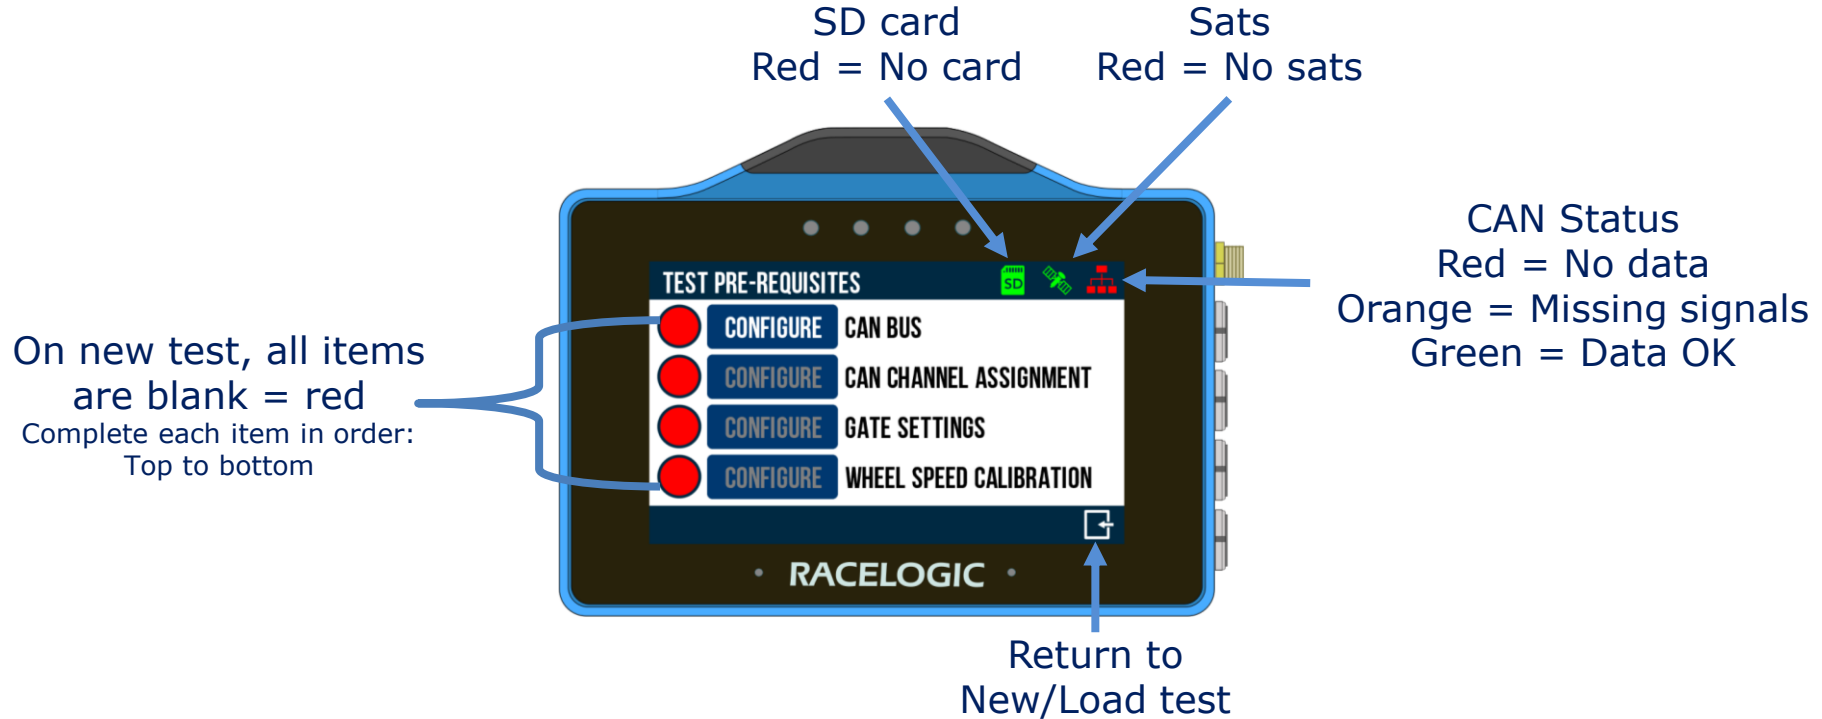 SD card
Red = No card
Sats
Red = No sats
CAN Status
Red = No data
Orange = Missing signals
Green = Data OK
On new test, all items
are blank = red
Complete each item in order:
Top to bottom
TEST PRE-REQUISITES
SD
CONFIGURE CAN BUS
CONFIGURE CAN CHANNEL ASSIGNMENT
CONFIGURE GATE SETTINGS
CONFIGURE WHEEL SPEED CALIBRATION
RACELOGIC
Return to
New/Load test